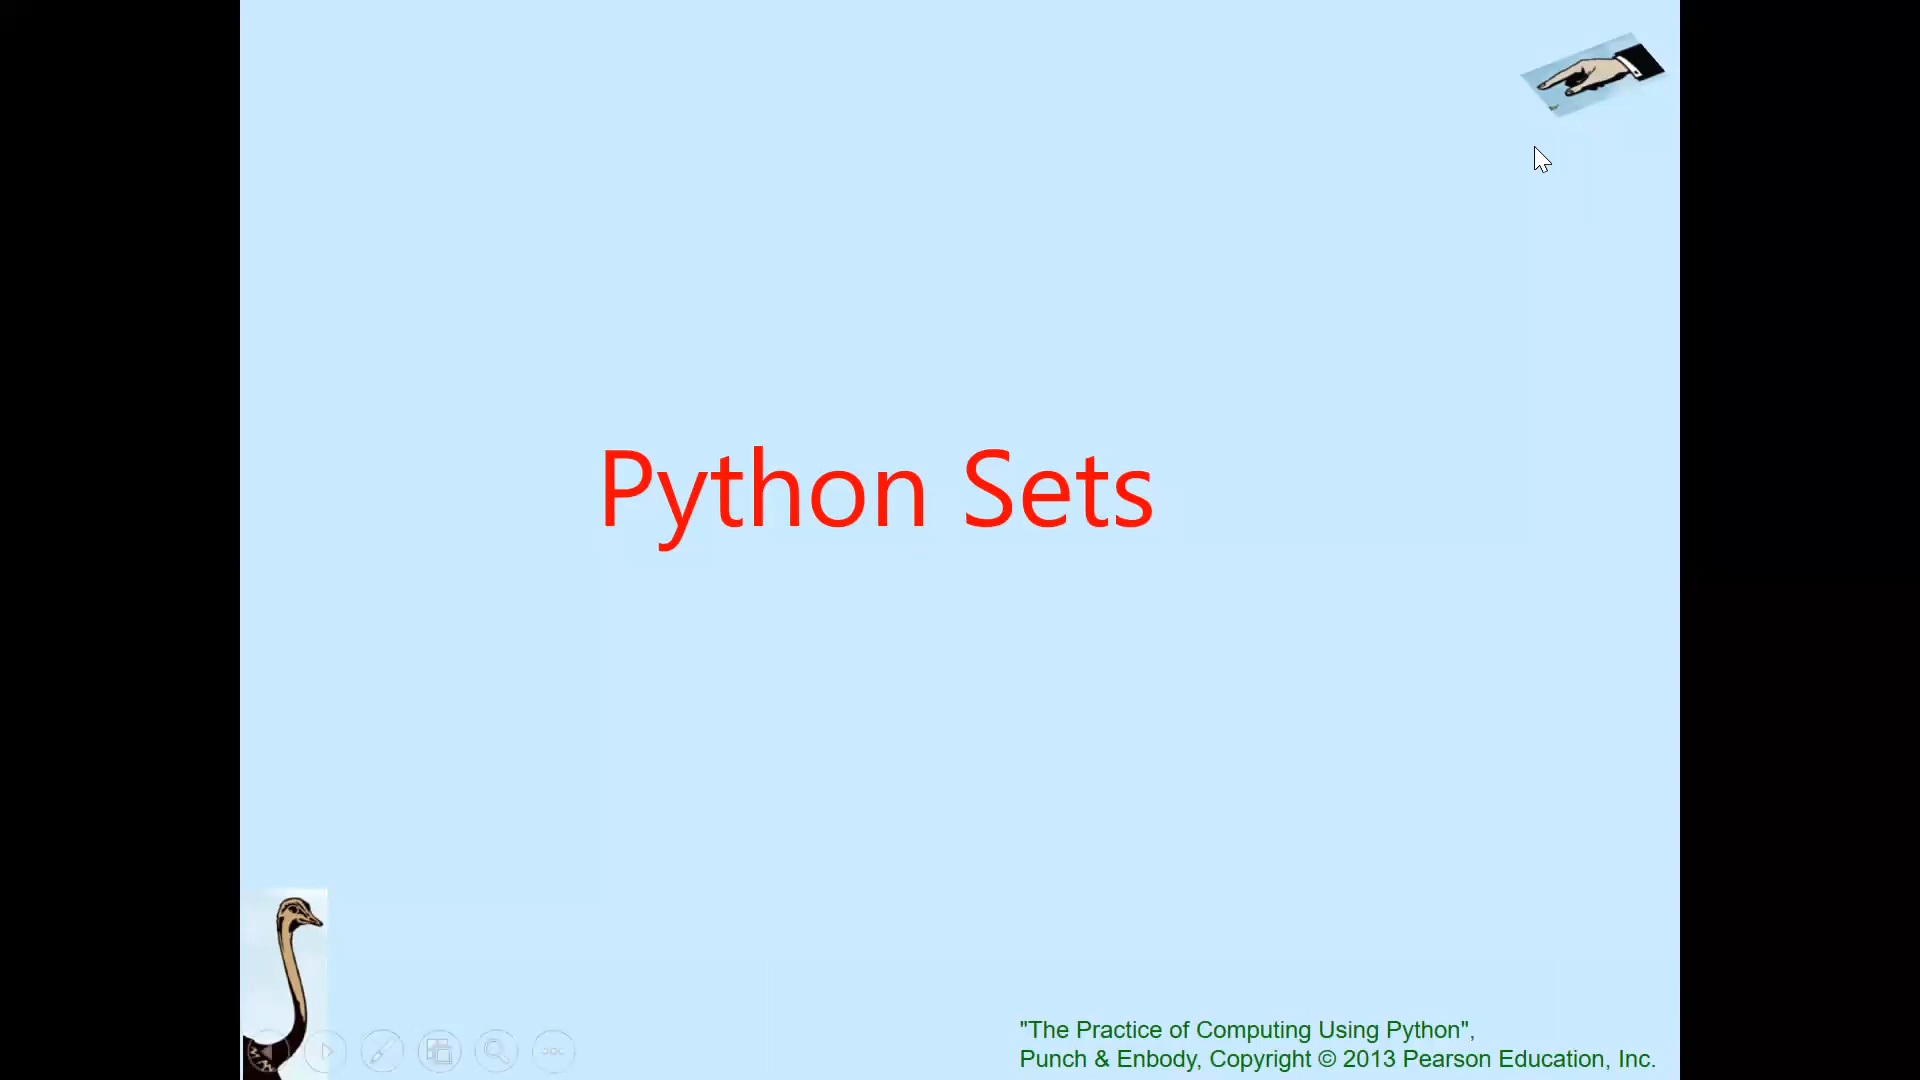 Python Sets
"The Practice of Computing Using Python",
Punch & Enbody, Copyright © 2013 Pearson Education, Inc.